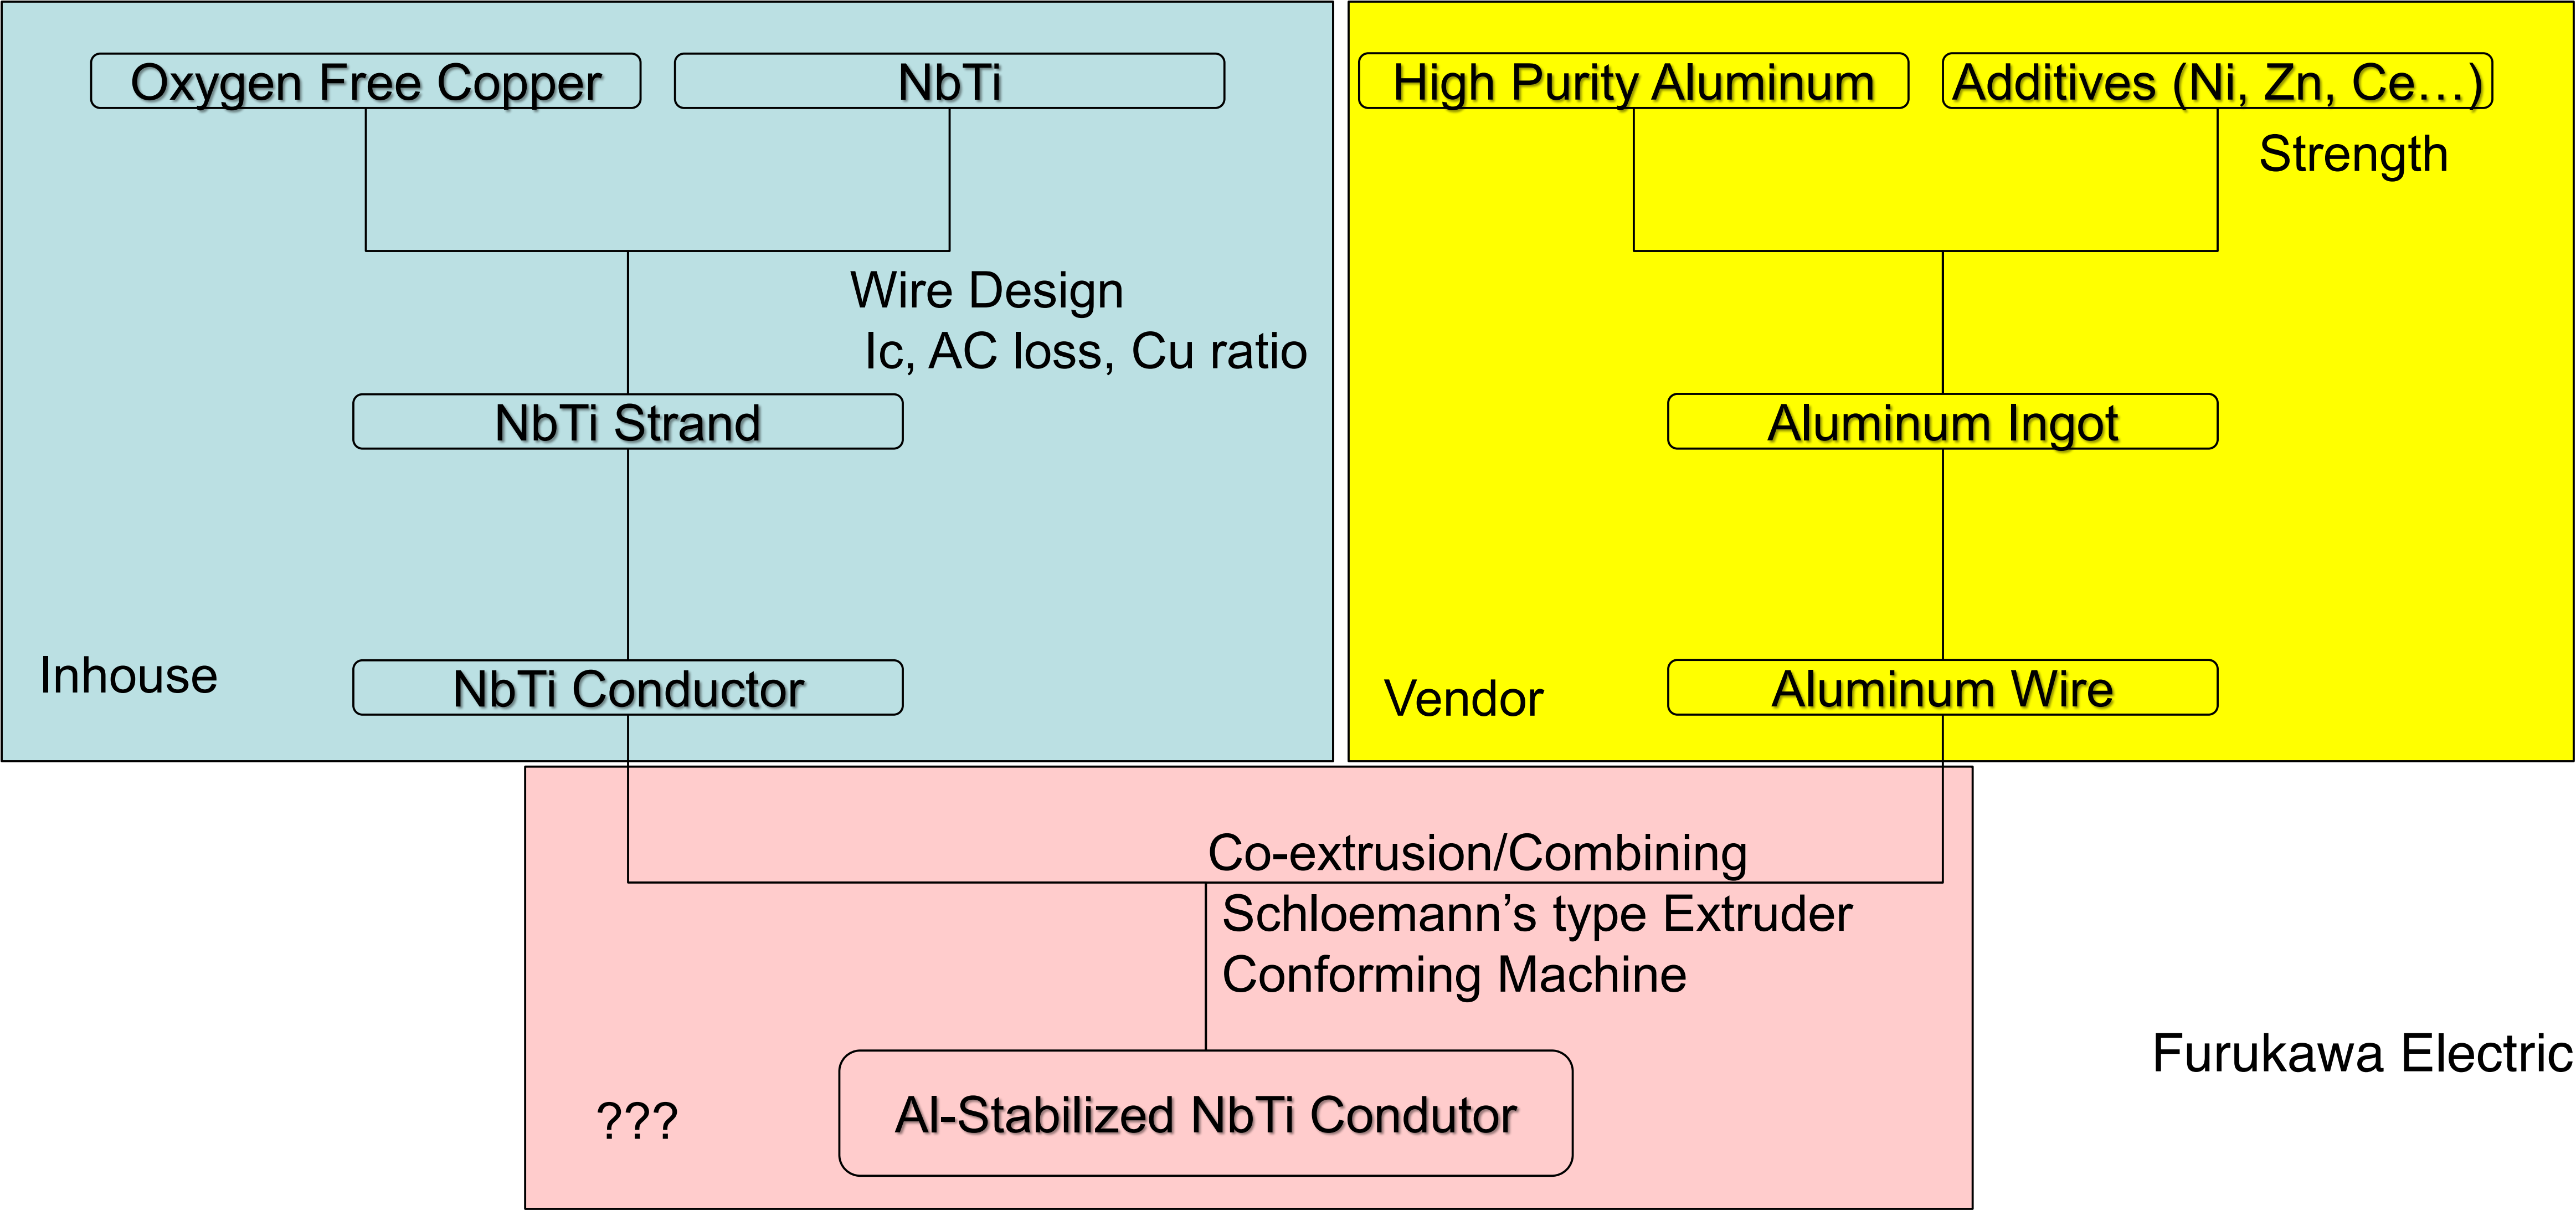 Oxygen Free Copper
NbTi
Wire Design
Ic, AC loss, Cu ratio
NbTi Strand
Inhouse
NbTi Conductor
High Purity Aluminum
Additives (Ni, Zn, Ce…)
Strength
Aluminum Ingot
Vendor
Aluminum Wire
Co-extrusion/Combining
Schloemann’s type Extruder
Conforming Machine
???
Al-Stabilized NbTi Condutor
Furukawa Electric